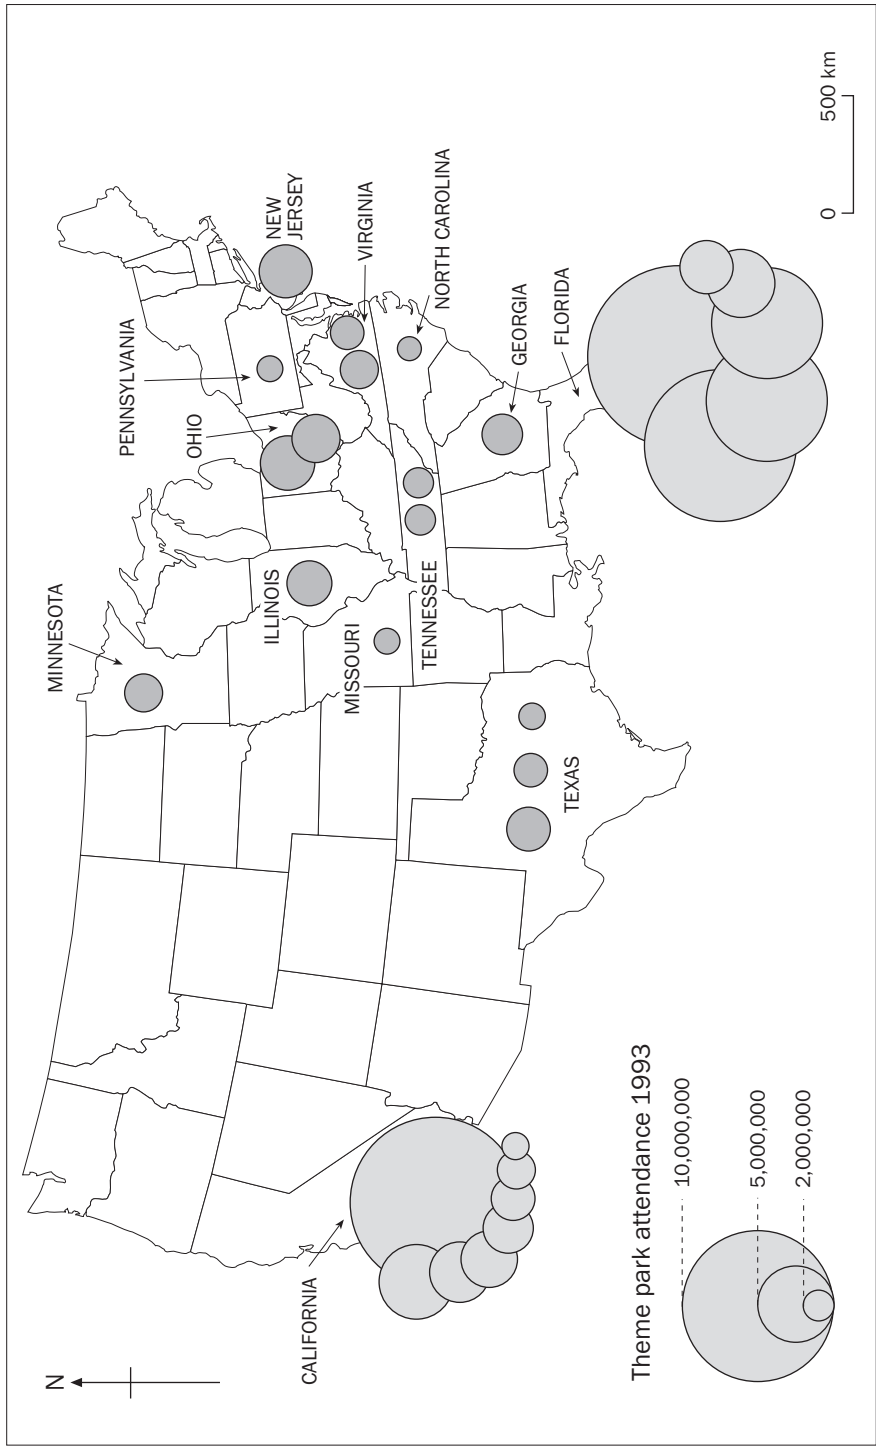 N
MINNESOTA
PENNSYLVANIA
OHIO
NEW
JERSEY
VIRGINIA
NORTH CAROLINA
GEORGIA
FLORIDA
ILLINOIS
MISSOURI
TENNESSEE
TEXAS
CALIFORNIA
Theme park attendance 1993
10,000,000
5,000,000
2,000,000
0 500 km